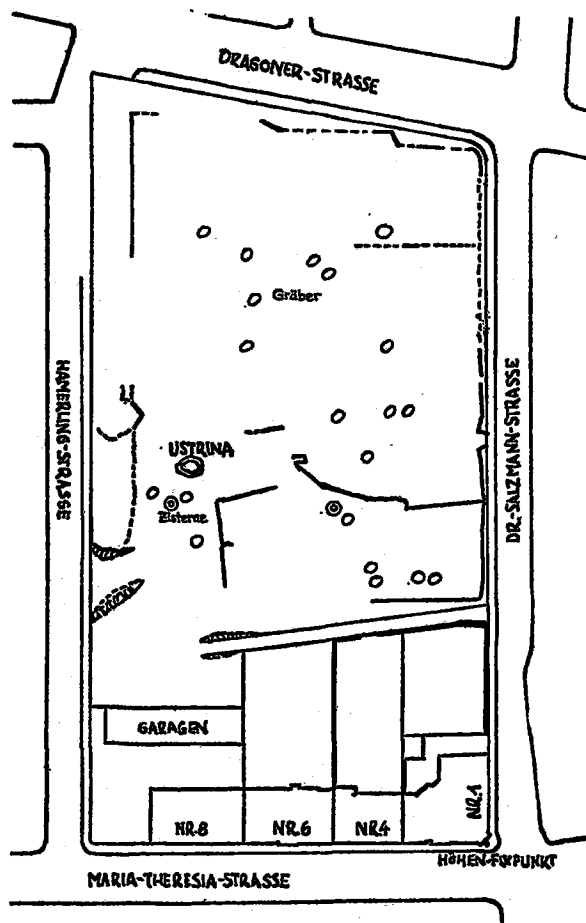 DRAGONER-STRASSE
Gräber
HAMERLING-STRASSE
USTRINA
DR.-SALZMANN-STRASSE
Zisterne
GARAGEN
NR.8
NR.6
NR.4
NR.1
HÖHEN-FIXPUNKT
MARIA-THERESIA-STRASSE